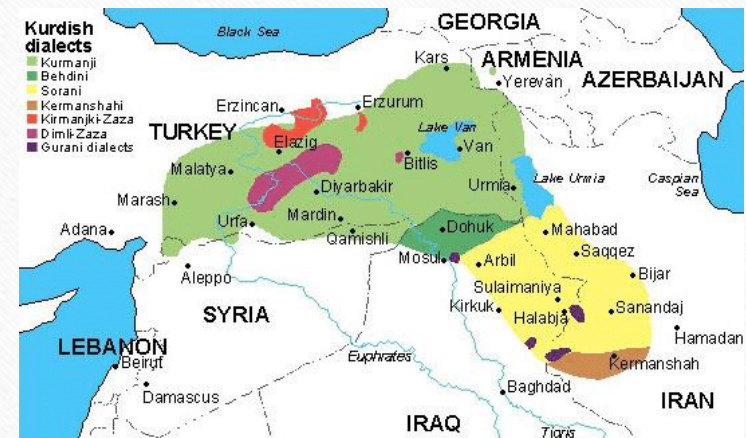 Kurdish
dialects
Kurmanji
Behdini
Sorani
Kermanshahi
Kirmanjki-Zaza
Dimli-Zaza
Gurani dialects
Black Sea
GEORGIA
ARMENIA
AZERBAIJAN
Kars
Yerevan
Erzincan
Erzurum
TURKEY
Lake Van
Elazig
Van
Bitlis
Malatya
Diyarbakir
Urmia
Lake Urmia
Caspian
Sea
Marash
Mardin
Urfa
Adana
Qamishli
Dohuk
Mahabad
Mosul
Arbil
Saqqez
Aleppo
Bijar
Sulaimaniya
SYRIA
Kirkuk
Halabja
Sanandaj
Hamadan
LEBANON
Beiruf
Euphrates
Kermanshah
Damascus
Baghdad
IRAN
IRAQ
Tigris